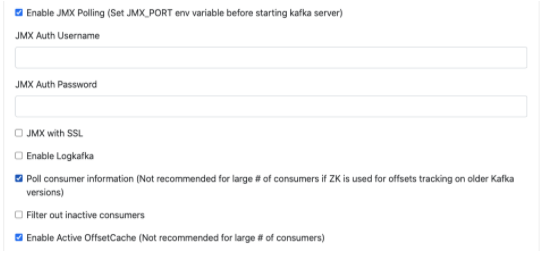 Enable JMX Polling (Set JMX_PORT env variable before starting kafka server)
JMX Auth Username
JMX Auth Password
JMX with SSL
Enable Logkafka
Poll consumer information (Not recommended for large # of consumers if ZK is used for offsets tracking on older Kafka
versions)
Filter out inactive consumers
Enable Active OffsetCache (Not recommended for large # of consumers)